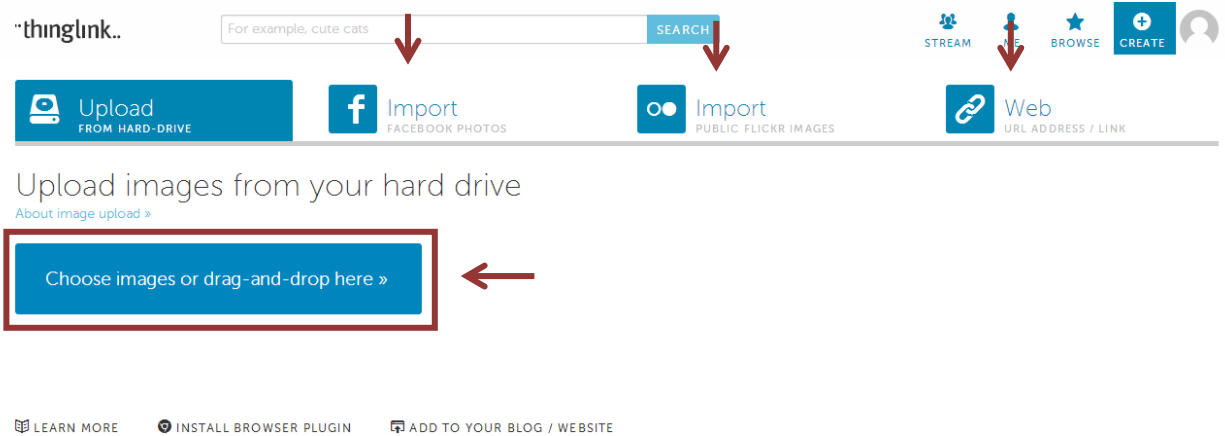 thinglink..
For example, cute cats
SEARCH
STREAM
ME
BROWSE
CREATE
Upload
FROM HARD-DRIVE
Import
FACEBOOK PHOTOS
Import
PUBLIC FLICKR IMAGES
Web
URL ADDRESS / LINK
Upload images from your hard drive
About image upload »
Choose images or drag-and-drop here »
LEARN MORE
INSTALL BROWSER PLUGIN
ADD TO YOUR BLOG / WEBSITE